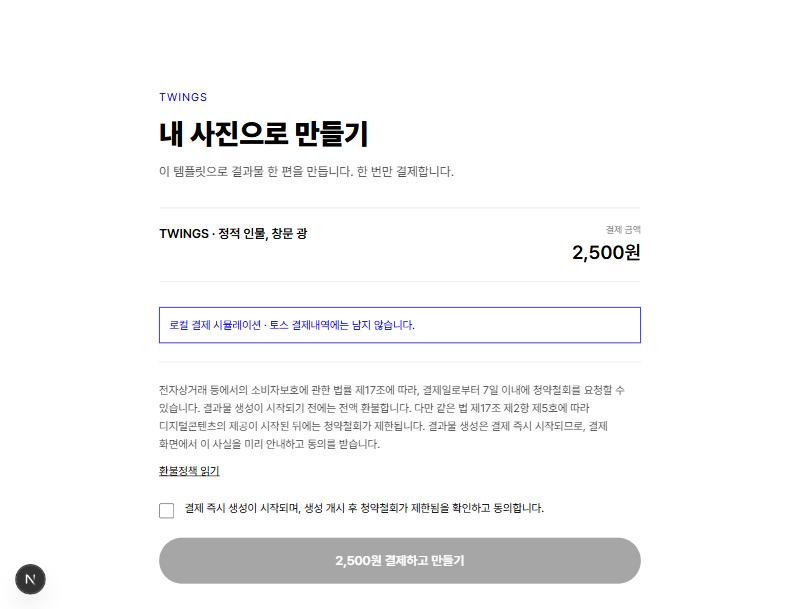 TWINGS
내 사진으로 만들기
이 템플릿으로 결과물 한 편을 만듭니다. 한 번만 결제합니다.
TWINGS · 정적 인물, 창문 광
결제 금액
2,500원
로컬 결제 시뮬레이션 · 토스 결제내역에는 남지 않습니다.
전자상거래 등에서의 소비자보호에 관한 법률 제17조에 따라, 결제일로부터 7일 이내에 청약철회를 요청할 수
있습니다. 결과물 생성이 시작되기 전에는 전액 환불합니다. 다만 같은 법 제17조 제2항 제5호에 따라
디지털콘텐츠의 제공이 시작된 뒤에는 청약철회가 제한됩니다. 결과물 생성은 결제 즉시 시작되므로, 결제
화면에서 이 사실을 미리 안내하고 동의를 받습니다.
환불정책 읽기
결제 즉시 생성이 시작되며, 생성 개시 후 청약철회가 제한됨을 확인하고 동의합니다.
2,500원 결제하고 만들기
N